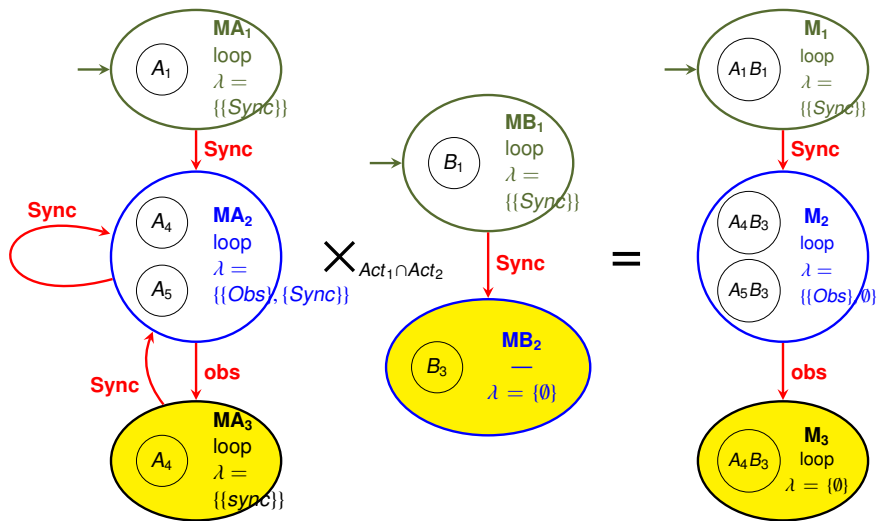 MA₁
A₁
loop
λ =
{{Sync}}
Sync
Sync
MA₂
A₄
loop
A₅
λ =
{{Obs},{Sync}}
Sync
obs
MA₃
loop
A₄
λ =
{{sync}}
×Act₁∩Act₂
MB₁
B₁
loop
λ =
{{Sync}}
Sync
MB₂
B₃
—
λ = {∅}
=
M₁
A₁B₁
loop
λ =
{{Sync}}
Sync
M₂
A₄B₃
loop
A₅B₃
λ =
{{Obs},∅}
obs
M₃
A₄B₃
loop
λ = {∅}